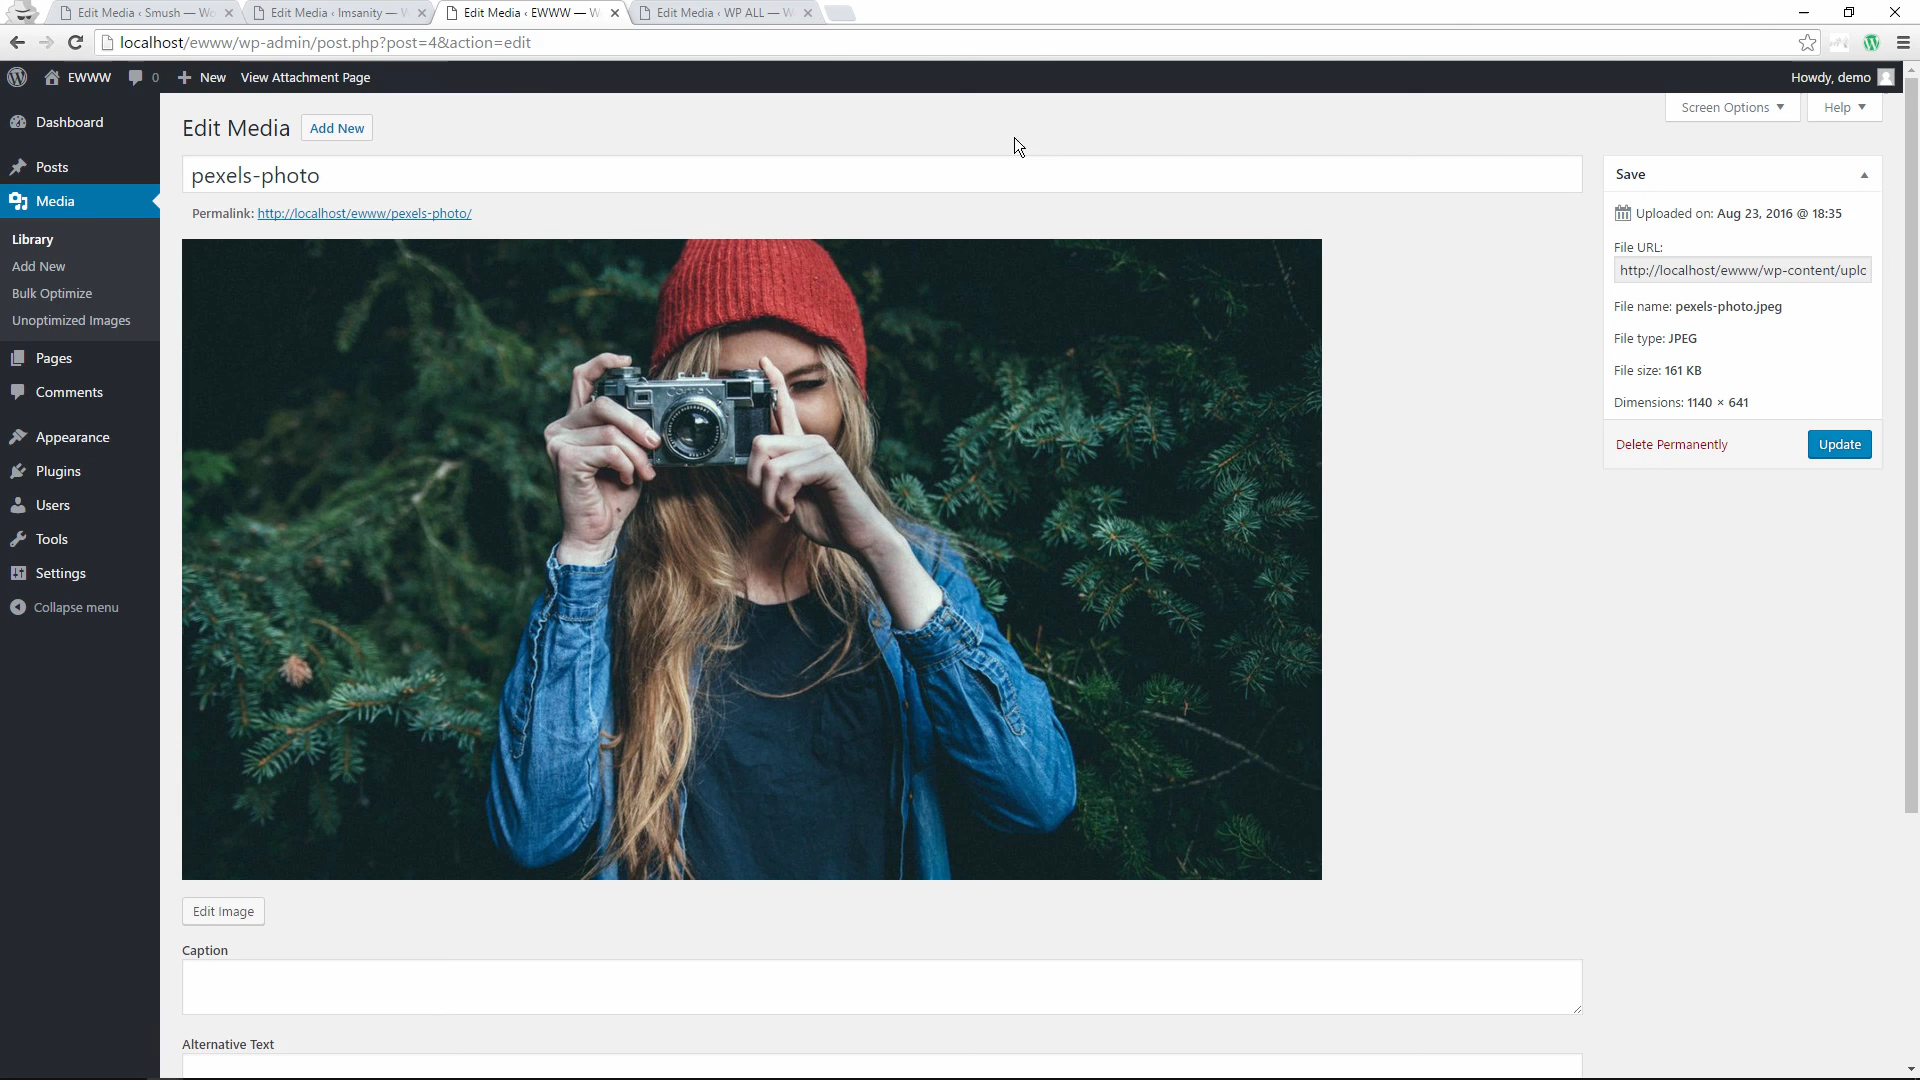 Edit Media ‹ Smush — Wo
Edit Media ‹ Imsanity — W
Edit Media ‹ EWWW — W
Edit Media ‹ WP ALL — W
localhost/ewww/wp-admin/post.php?post=4&action=edit
EWWW
0
New
View Attachment Page
Howdy, demo
Screen Options
Help
Dashboard
Posts
Media
Library
Add New
Bulk Optimize
Unoptimized Images
Pages
Comments
Appearance
Plugins
Users
Tools
Settings
Collapse menu
Edit Media
Add New
pexels-photo
Permalink: http://localhost/ewww/pexels-photo/
Contax
Edit Image
Caption
Alternative Text
Save
Uploaded on: Aug 23, 2016 @ 18:35
File URL:
http://localhost/ewww/wp-content/uplo
File name: pexels-photo.jpeg
File type: JPEG
File size: 161 KB
Dimensions: 1140 × 641
Delete Permanently
Update